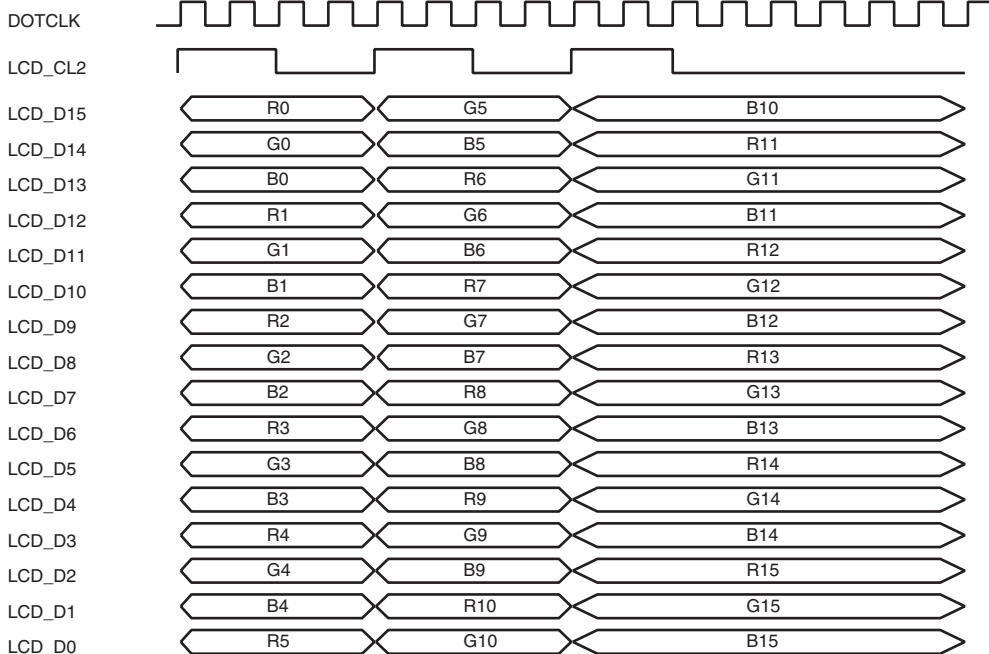 DOTCLK
LCD_CL2
LCD_D15 R0 G5 B10
LCD_D14 G0 B5 R11
LCD_D13 B0 R6 G11
LCD_D12 R1 G6 B11
LCD_D11 G1 B6 R12
LCD_D10 B1 R7 G12
LCD_D9 R2 G7 B12
LCD_D8 G2 B7 R13
LCD_D7 B2 R8 G13
LCD_D6 R3 G8 B13
LCD_D5 G3 B8 R14
LCD_D4 B3 R9 G14
LCD_D3 R4 G9 B14
LCD_D2 G4 B9 R15
LCD_D1 B4 R10 G15
LCD_D0 R5 G10 B15